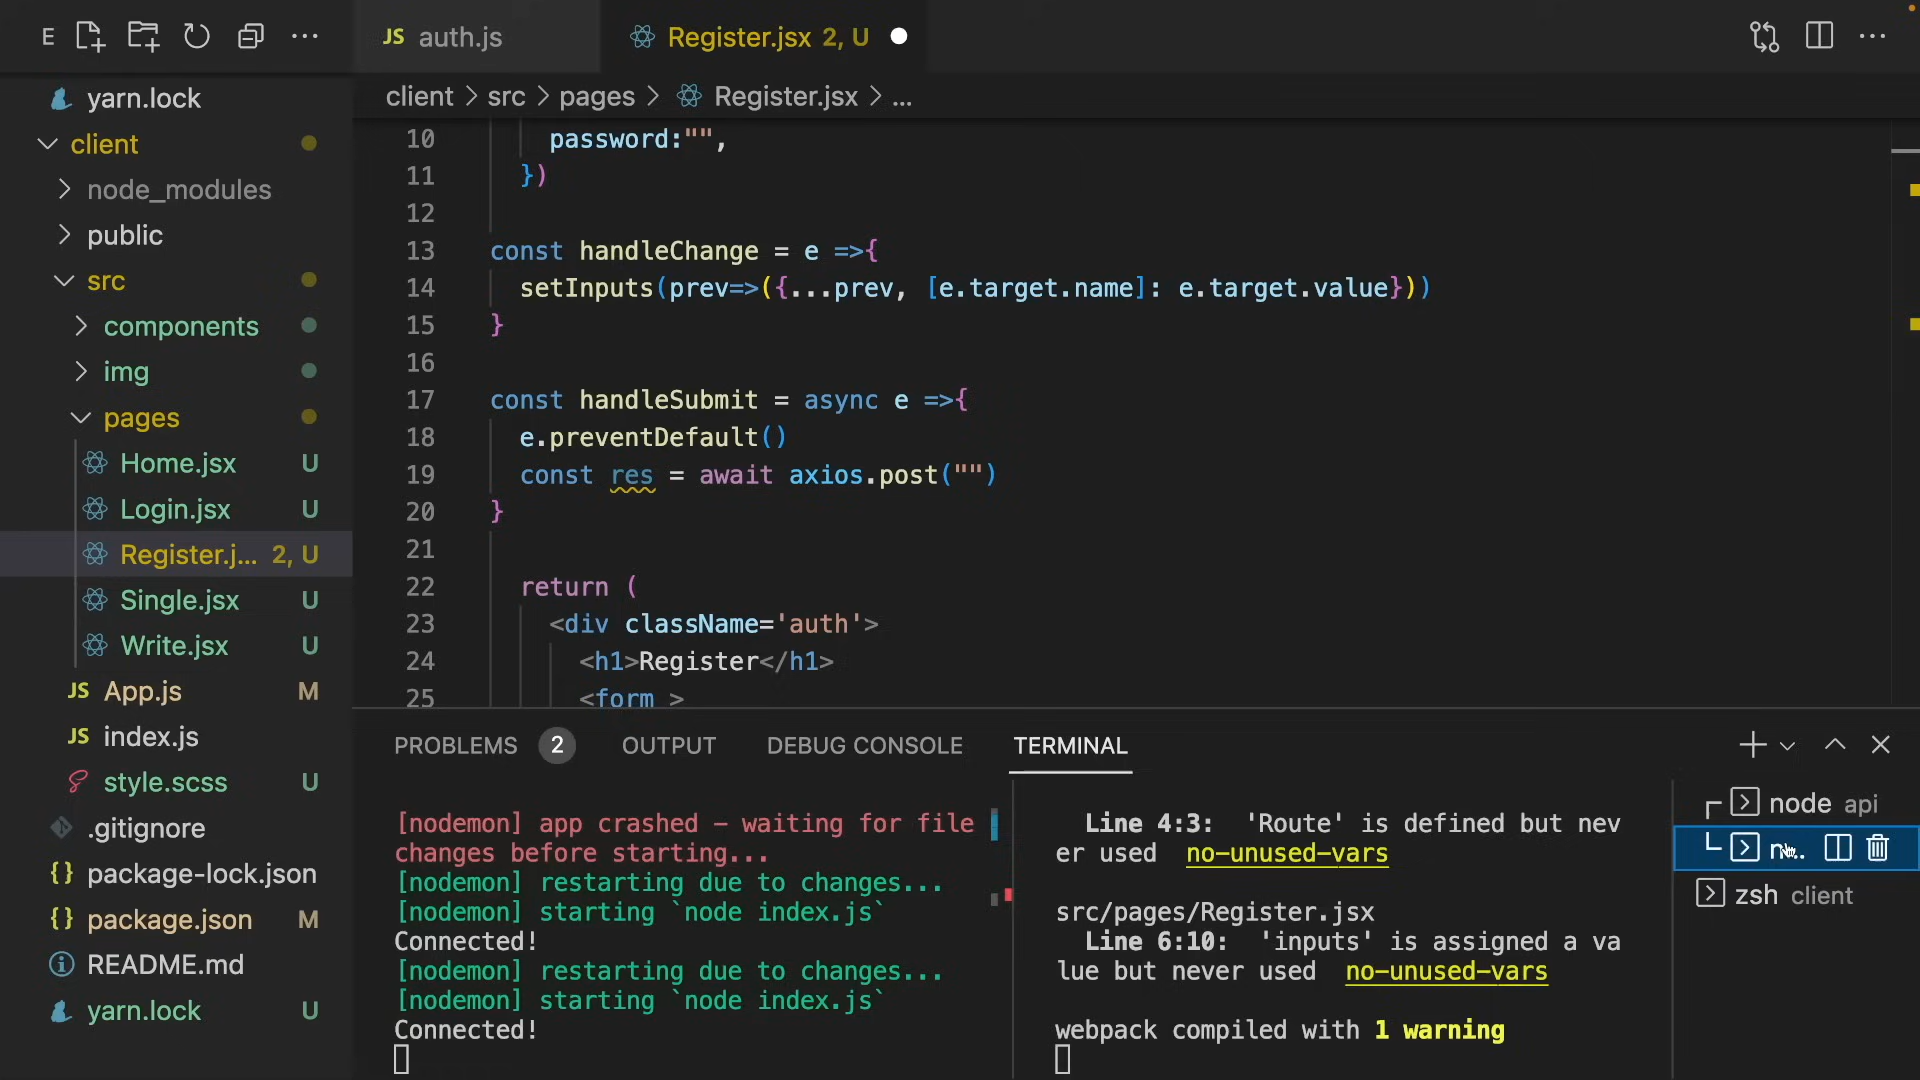 E
JS auth.js
Register.jsx 2, U
yarn.lock
client
node_modules
public
src
components
img
pages
Home.jsx U
Login.jsx U
Register.j... 2, U
Single.jsx U
Write.jsx U
JS App.js M
JS index.js
style.scss U
.gitignore
{} package-lock.json
{} package.json M
README.md
yarn.lock U
client > src > pages > Register.jsx > ...
10 password:"",
11 })
12
13 const handleChange = e =>{
14 setInputs(prev=>({...prev, [e.target.name]: e.target.value}))
15 }
16
17 const handleSubmit = async e =>{
18 e.preventDefault()
19 const res = await axios.post("")
20 }
21
22 return (
23 <div className='auth'>
24 <h1>Register</h1>
25 <form >
PROBLEMS 2 OUTPUT DEBUG CONSOLE TERMINAL
[nodemon] app crashed - waiting for file
changes before starting...
[nodemon] restarting due to changes...
[nodemon] starting `node index.js`
Connected!
[nodemon] restarting due to changes...
[nodemon] starting `node index.js`
Connected!
Line 4:3: 'Route' is defined but nev
er used no-unused-vars
src/pages/Register.jsx
Line 6:10: 'inputs' is assigned a va
lue but never used no-unused-vars
webpack compiled with 1 warning
node api
n...
zsh client